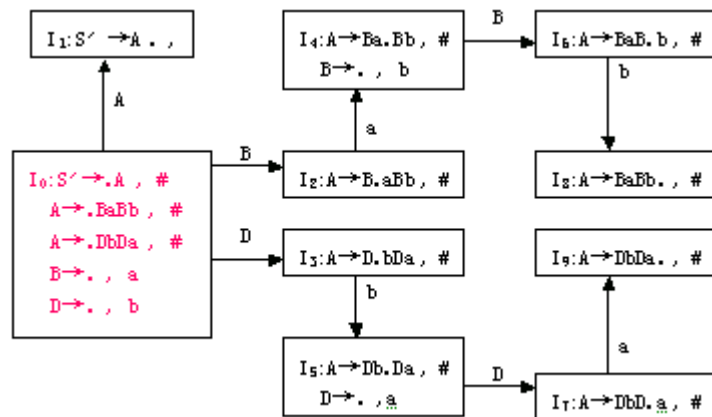 I₁:S′→A . ,
A
I₀:S′→.A , #
A→.BaBb, #
A→.DbDa, #
B→. , a
D→. , b
B
I₂:A→B.aBb, #
a
I₄:A→Ba.Bb, #
B→. , b
B
I₆:A→BaB.b, #
b
I₈:A→BaBb., #
D
I₃:A→D.bDa, #
b
I₅:A→Db.Da, #
D→. ,a
D
I₇:A→DbD.a, #
a
I₉:A→DbDa., #